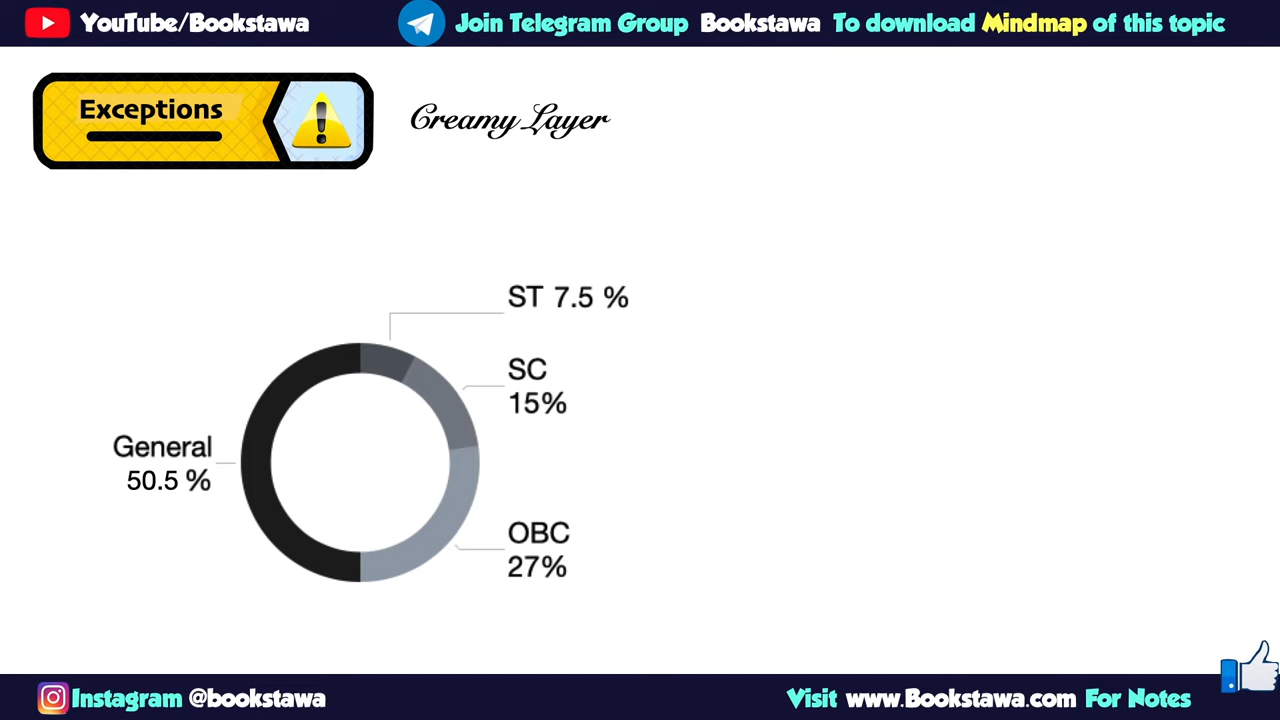 YouTube/Bookstawa
Join Telegram Group Bookstawa To download Mindmap of this topic
Exceptions
Creamy Layer
ST 7.5 %
SC
15%
General
50.5 %
OBC
27%
Instagram @bookstawa
Visit www.Bookstawa.com For Notes